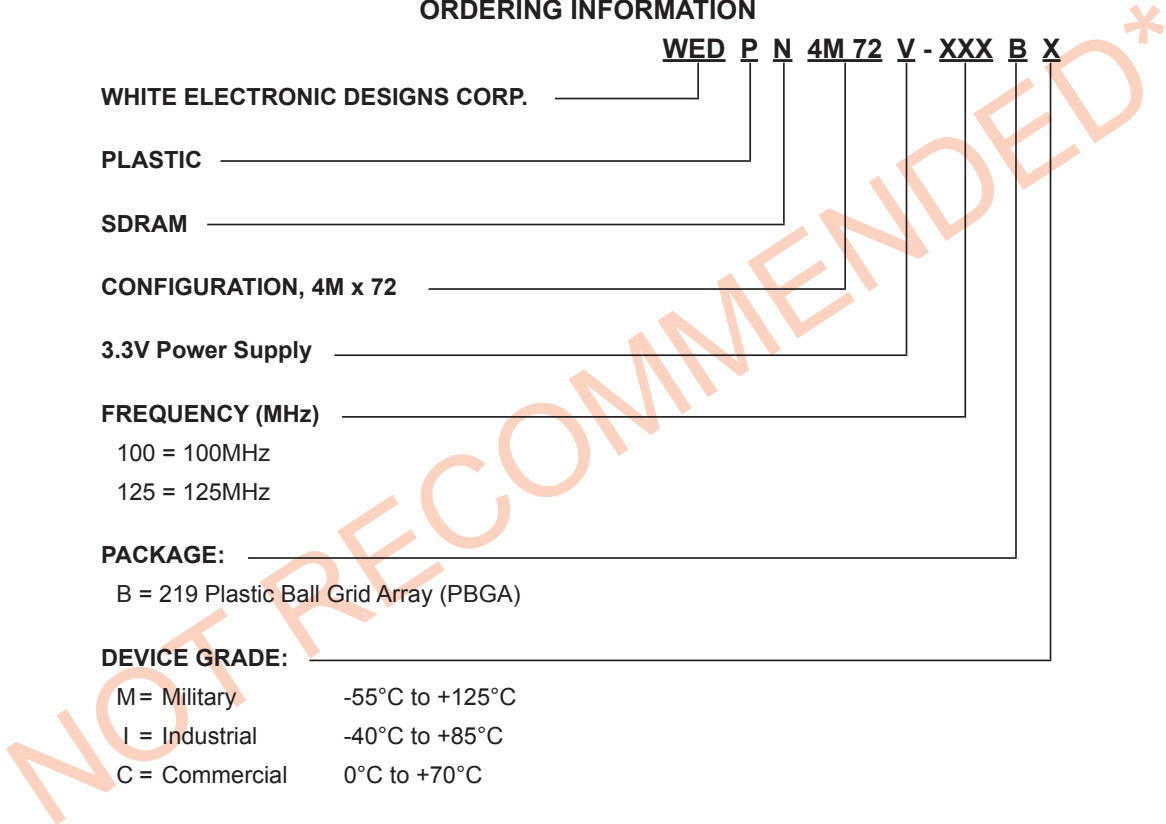 ORDERING INFORMATION
WED P N 4M 72 V - XXX B X
WHITE ELECTRONIC DESIGNS CORP.
PLASTIC
SDRAM
CONFIGURATION, 4M x 72
3.3V Power Supply
FREQUENCY (MHz)
100 = 100MHz
125 = 125MHz
PACKAGE:
B = 219 Plastic Ball Grid Array (PBGA)
DEVICE GRADE:
M = Military -55°C to +125°C
I = Industrial -40°C to +85°C
C = Commercial 0°C to +70°C
NOT RECOMMENDED*